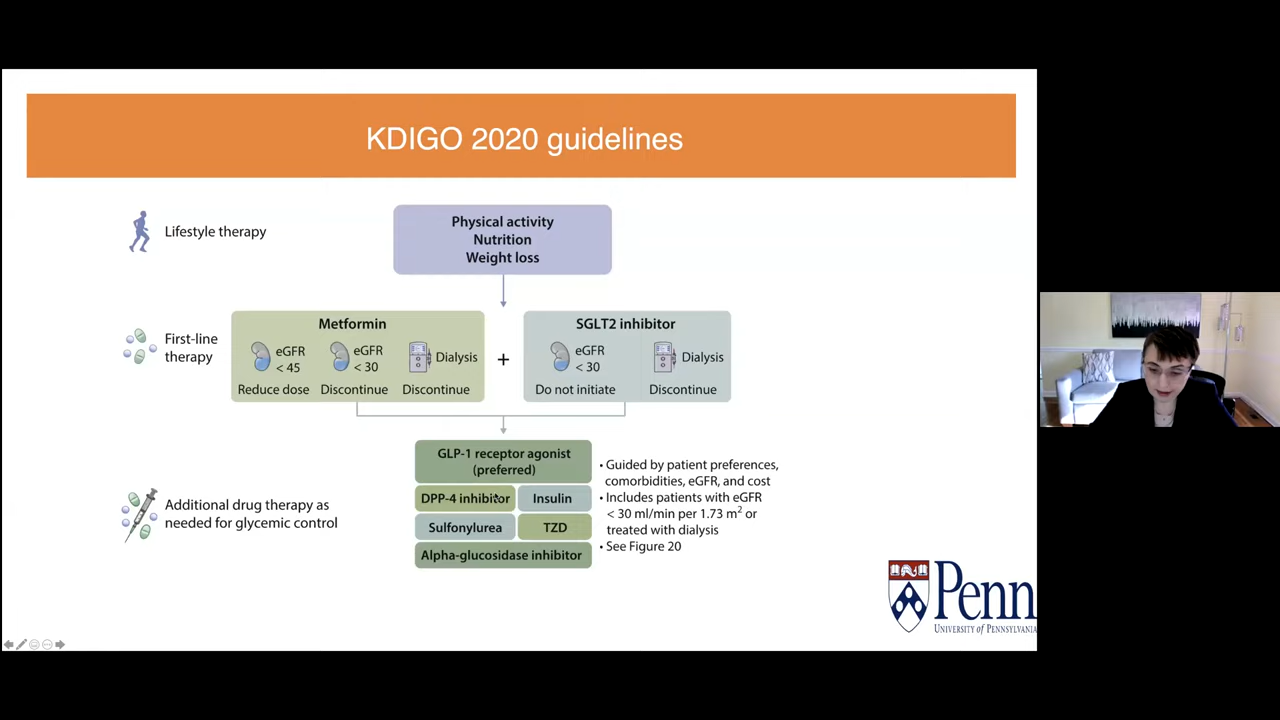 KDIGO 2020 guidelines
Lifestyle therapy
Physical activity
Nutrition
Weight loss
First-line
therapy
Metformin
eGFR
< 45
Reduce dose
eGFR
< 30
Discontinue
Dialysis
Discontinue
+
SGLT2 inhibitor
eGFR
< 30
Do not initiate
Dialysis
Discontinue
Additional drug therapy as
needed for glycemic control
GLP-1 receptor agonist
(preferred)
DPP-4 inhibitor
Insulin
Sulfonylurea
TZD
Alpha-glucosidase inhibitor
• Guided by patient preferences,
comorbidities, eGFR, and cost
• Includes patients with eGFR
< 30 ml/min per 1.73 m² or
treated with dialysis
• See Figure 20
Penn
UNIVERSITY of PENNSYLVANIA